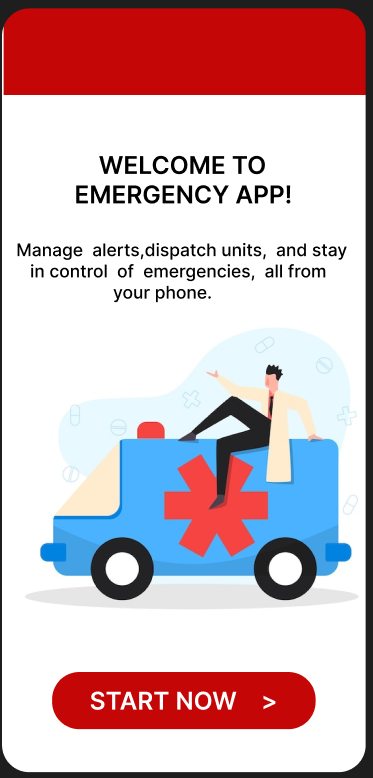 WELCOME TO
EMERGENCY APP!
Manage alerts,dispatch units, and stay
in control of emergencies, all from
your phone.
START NOW >